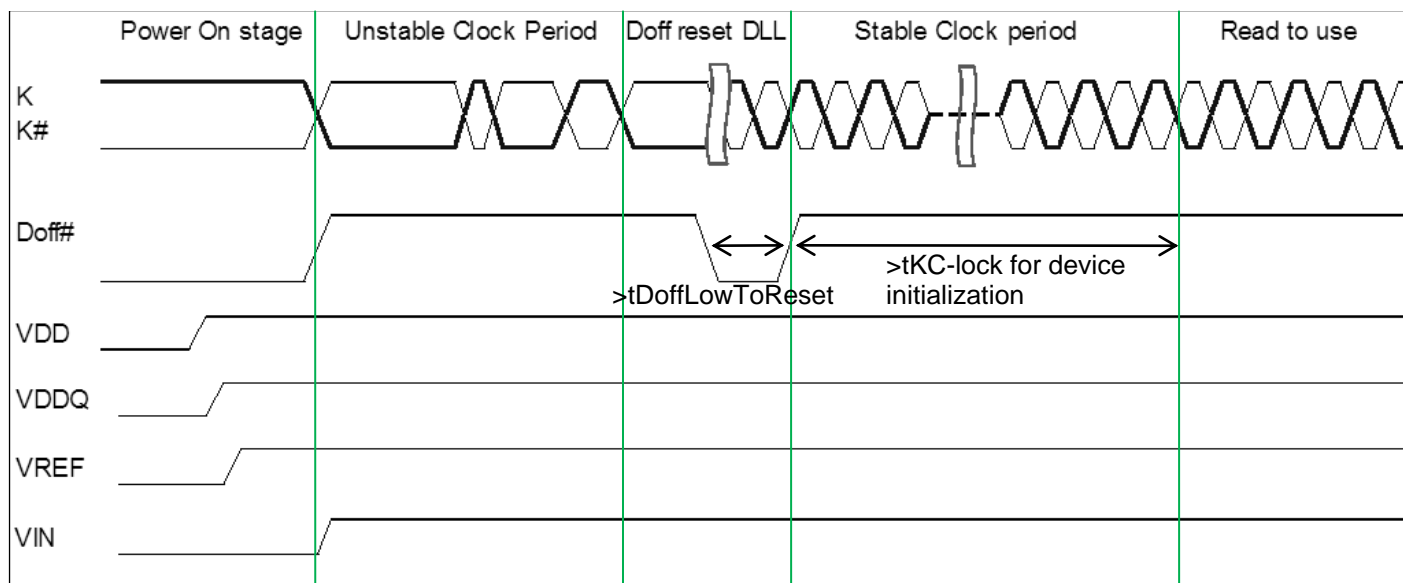 Power On stage
Unstable Clock Period
Doff reset DLL
Stable Clock period
Read to use
K
K#
Doff#
>tDoffLowToReset
>tKC-lock for device
initialization
VDD
VDDQ
VREF
VIN